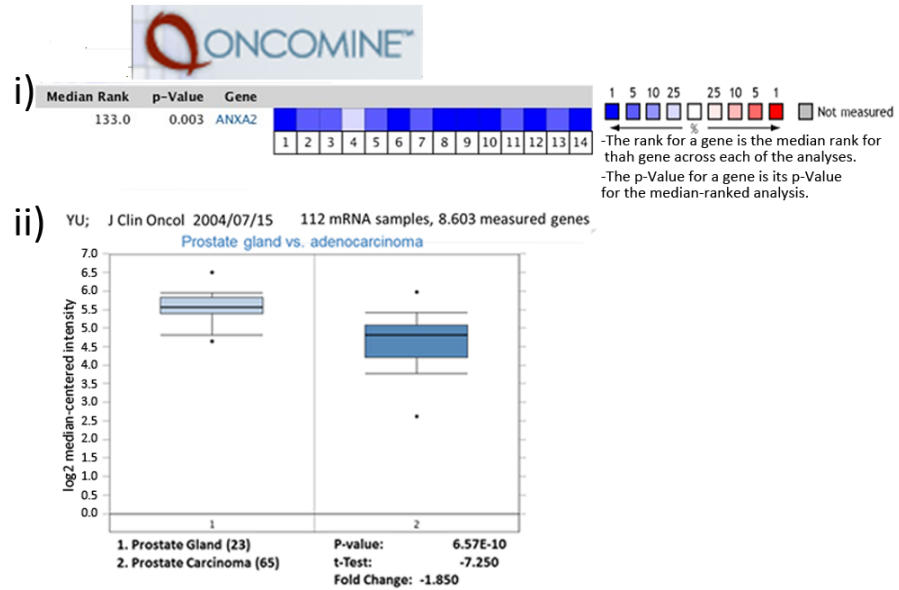 ONCOMINE™
i)
Median Rank p-Value Gene
133.0 0.003 ANXA2
1 2 3 4 5 6 7 8 9 10 11 12 13 14
1 5 10 25 25 10 5 1
%
Not measured
-The rank for a gene is the median rank for
thah gene across each of the analyses.
-The p-Value for a gene is its p-Value
for the median-ranked analysis.
ii)
YU; J Clin Oncol 2004/07/15 112 mRNA samples, 8.603 measured genes
Prostate gland vs. adenocarcinoma
log2 median-centered intensity
7.0
6.5
6.0
5.5
5.0
4.5
4.0
3.5
3.0
2.5
2.0
1.5
1.0
0.5
0.0
1 2
1. Prostate Gland (23) P-value: 6.57E-10
2. Prostate Carcinoma (65) t-Test: -7.250
Fold Change: -1.850